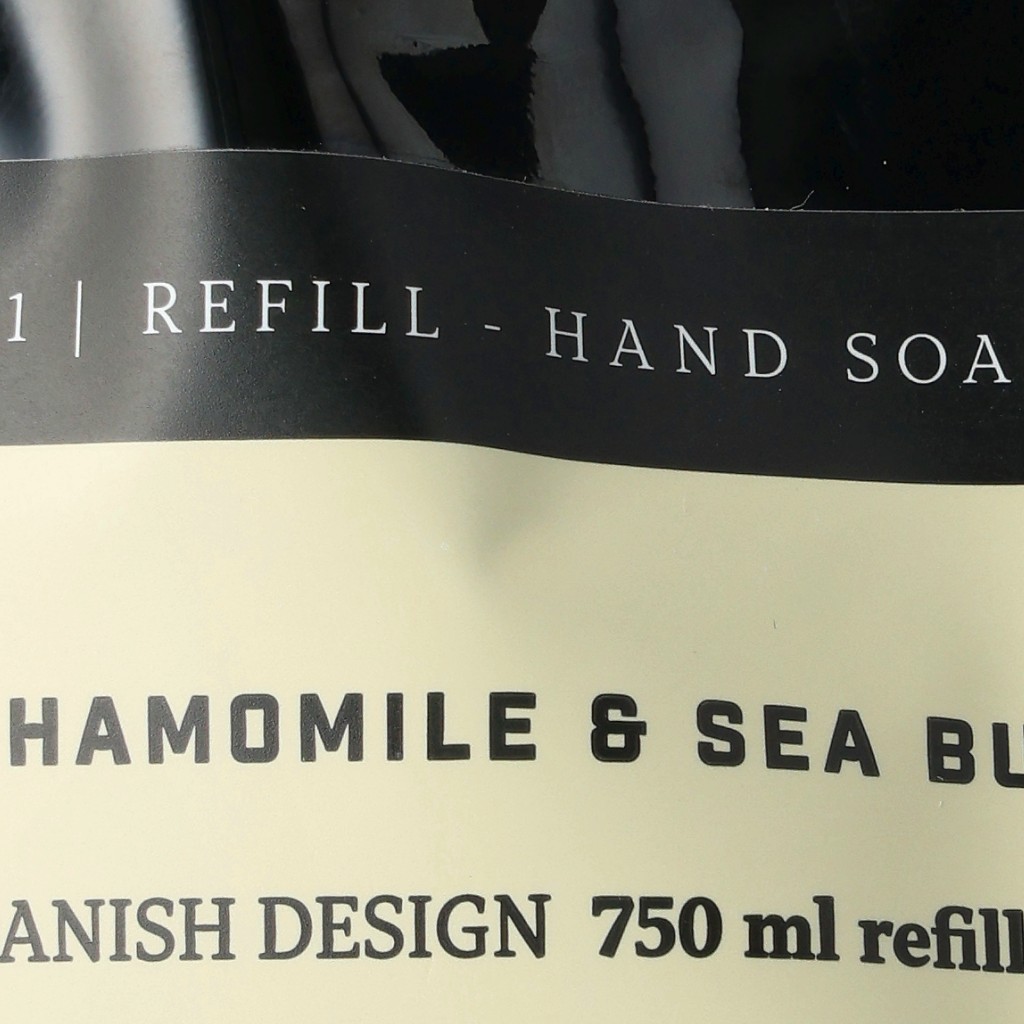 1 | REFILL - HAND SOA
HAMOMILE & SEA BU
ANISH DESIGN 750 ml refill